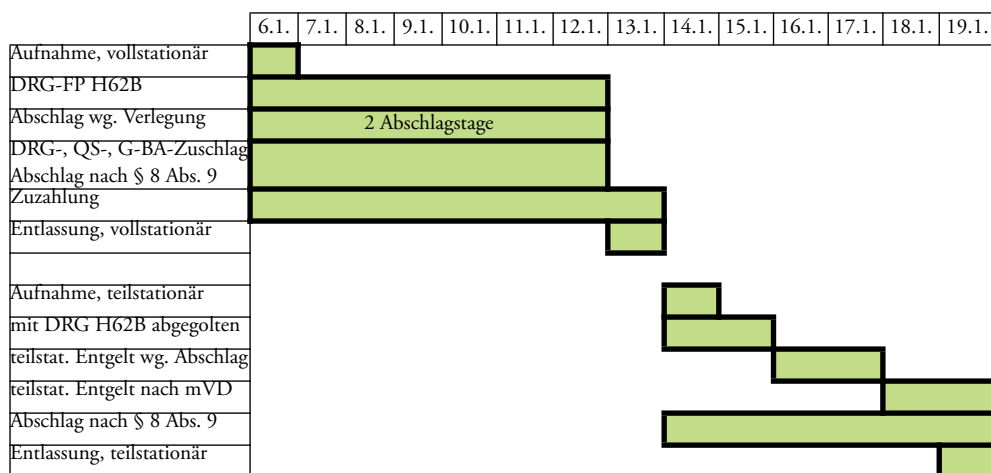 6.1. 7.1. 8.1. 9.1. 10.1. 11.1. 12.1. 13.1. 14.1. 15.1. 16.1. 17.1. 18.1. 19.1.
Aufnahme, vollstationär
DRG-FP H62B
Abschlag wg. Verlegung 2 Abschlagstage
DRG-, QS-, G-BA-Zuschlag
Abschlag nach § 8 Abs. 9
Zuzahlung
Entlassung, vollstationär
Aufnahme, teilstationär
mit DRG H62B abgegolten
teilstat. Entgelt wg. Abschlag
teilstat. Entgelt nach mVD
Abschlag nach § 8 Abs. 9
Entlassung, teilstationär